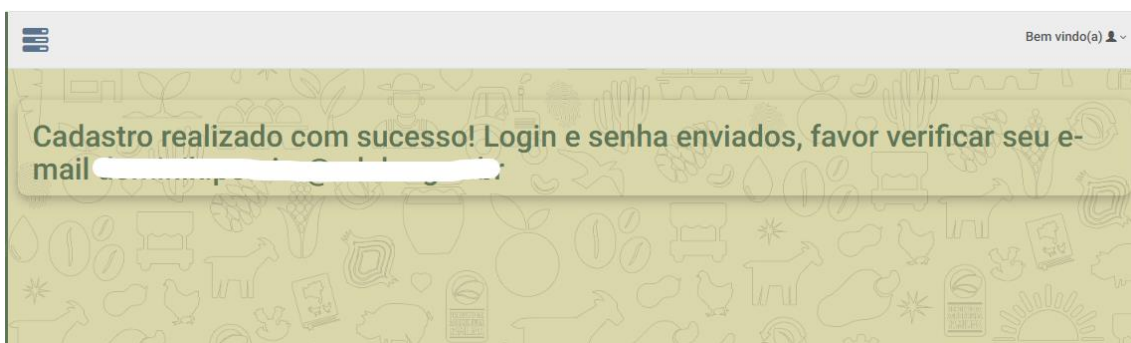 Bem vindo(a)
Cadastro realizado com sucesso! Login e senha enviados, favor verificar seu e-
mail